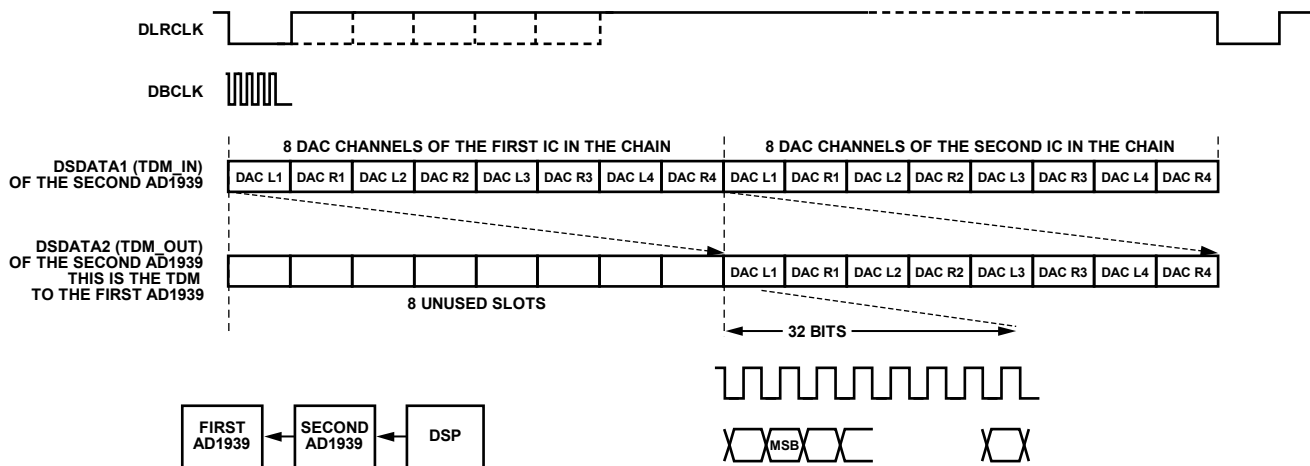 DLRCLK
DBCLK
8 DAC CHANNELS OF THE FIRST IC IN THE CHAIN
8 DAC CHANNELS OF THE SECOND IC IN THE CHAIN
DSDATA1 (TDM_IN)
OF THE SECOND AD1939
DAC L1 DAC R1 DAC L2 DAC R2 DAC L3 DAC R3 DAC L4 DAC R4 DAC L1 DAC R1 DAC L2 DAC R2 DAC L3 DAC R3 DAC L4 DAC R4
DSDATA2 (TDM_OUT)
OF THE SECOND AD1939
THIS IS THE TDM
TO THE FIRST AD1939
DAC L1 DAC R1 DAC L2 DAC R2 DAC L3 DAC R3 DAC L4 DAC R4
8 UNUSED SLOTS
32 BITS
FIRST
AD1939
SECOND
AD1939
DSP
MSB